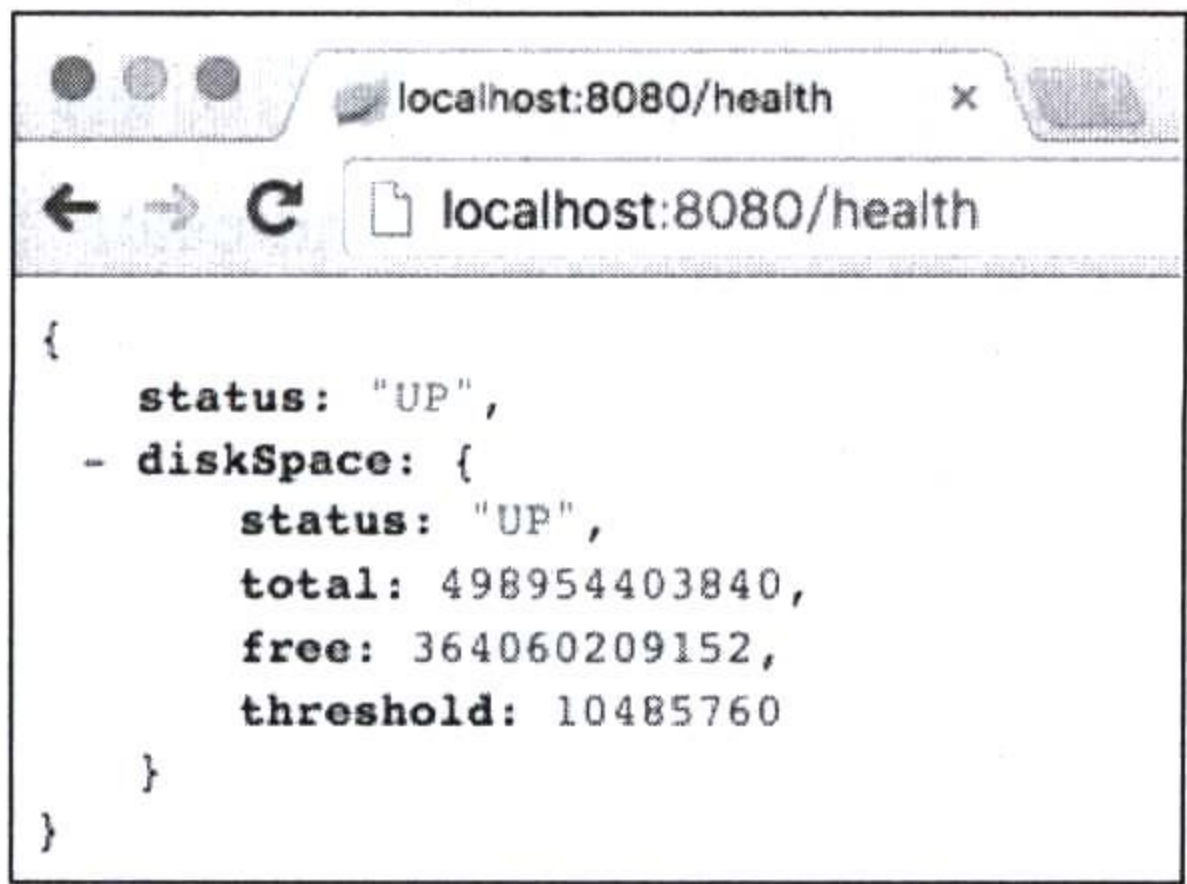 localhost:8080/health ×
localhost:8080/health
{
status: "UP",
- diskSpace: {
status: "UP",
total: 498954403840,
free: 364060209152,
threshold: 10485760
}
}